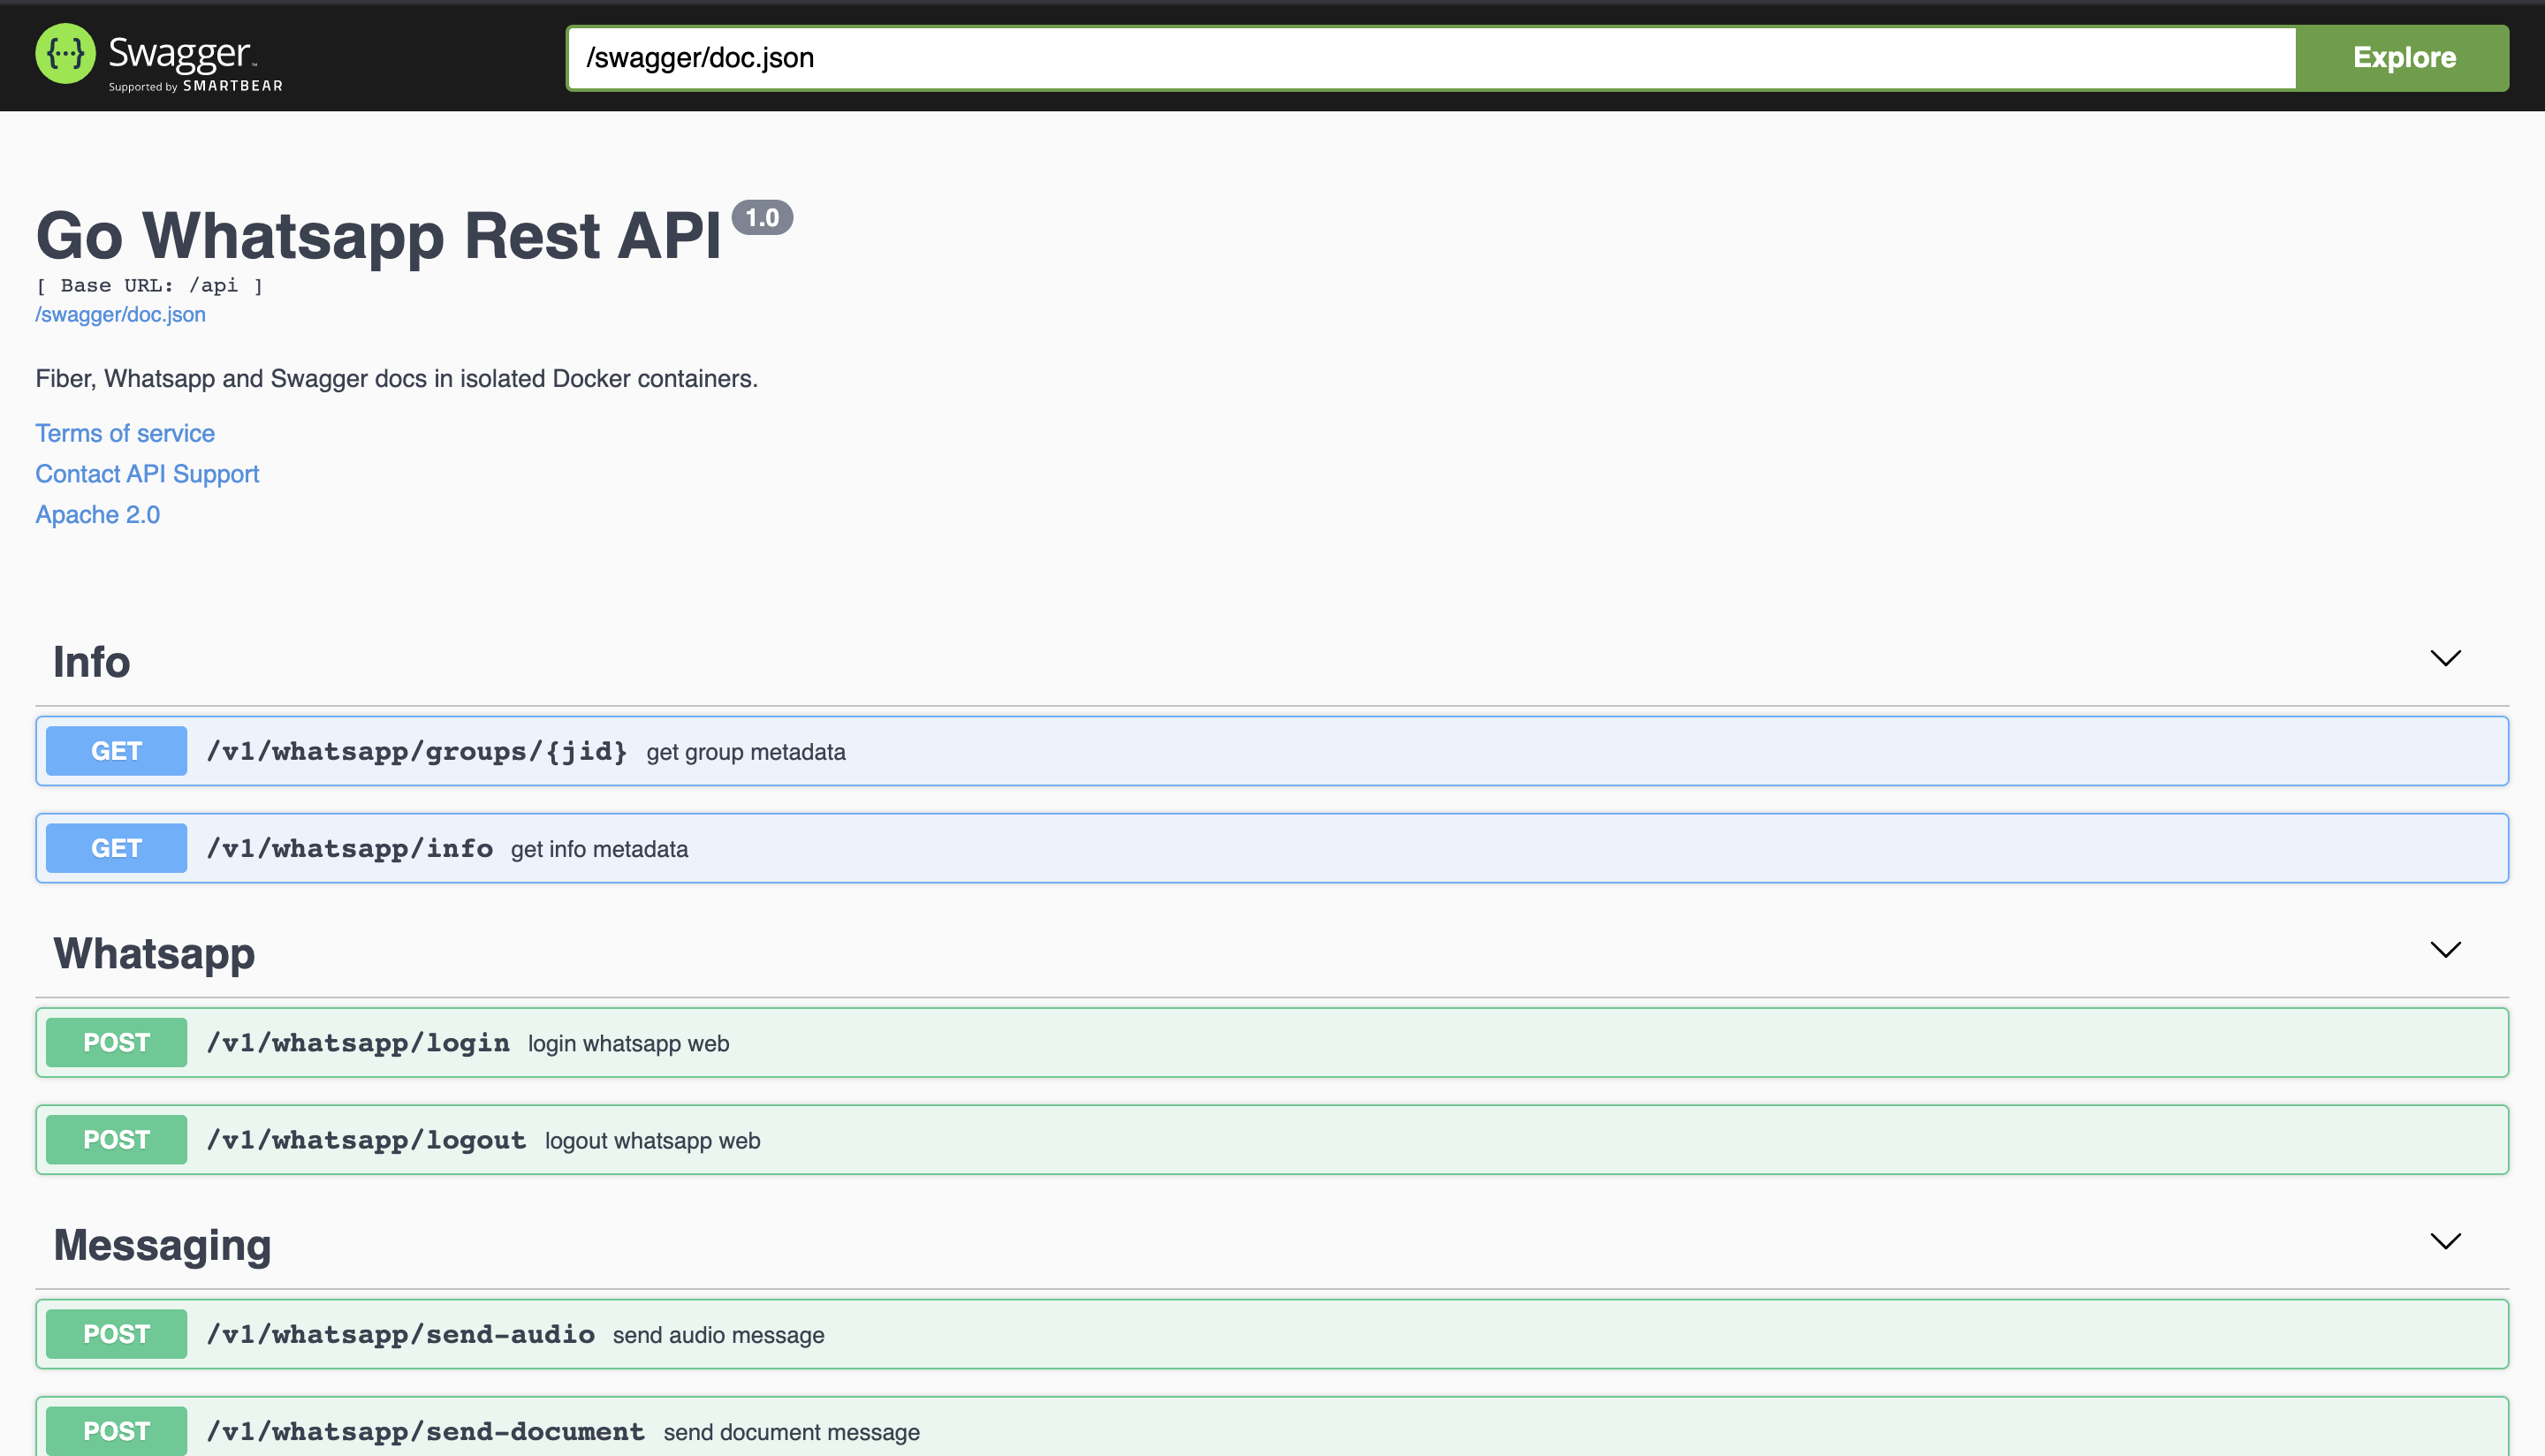 Swagger™
Supported by SMARTBEAR
/swagger/doc.json
Explore
Go Whatsapp Rest API 1.0
[ Base URL: /api ]
/swagger/doc.json
Fiber, Whatsapp and Swagger docs in isolated Docker containers.
Terms of service
Contact API Support
Apache 2.0
Info
GET /v1/whatsapp/groups/{jid} get group metadata
GET /v1/whatsapp/info get info metadata
Whatsapp
POST /v1/whatsapp/login login whatsapp web
POST /v1/whatsapp/logout logout whatsapp web
Messaging
POST /v1/whatsapp/send-audio send audio message
POST /v1/whatsapp/send-document send document message